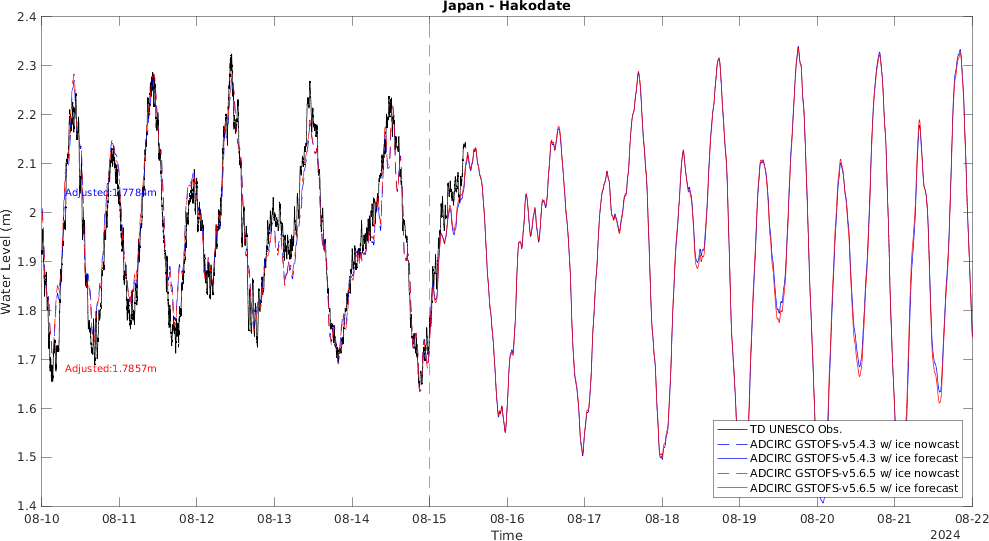 Japan - Hakodate
Water Level (m)
2.4
2.3
2.2
2.1
2
1.9
1.8
1.7
1.6
1.5
1.4
Adjusted:1.7784m
Adjusted:1.7857m
TD UNESCO Obs.
ADCIRC GSTOFS-v5.4.3 w/ ice nowcast
ADCIRC GSTOFS-v5.4.3 w/ ice forecast
ADCIRC GSTOFS-v5.6.5 w/ ice nowcast
ADCIRC GSTOFS-v5.6.5 w/ ice forecast
08-10 08-11 08-12 08-13 08-14 08-15 08-16 08-17 08-18 08-19 08-20 08-21 08-22
Time
2024